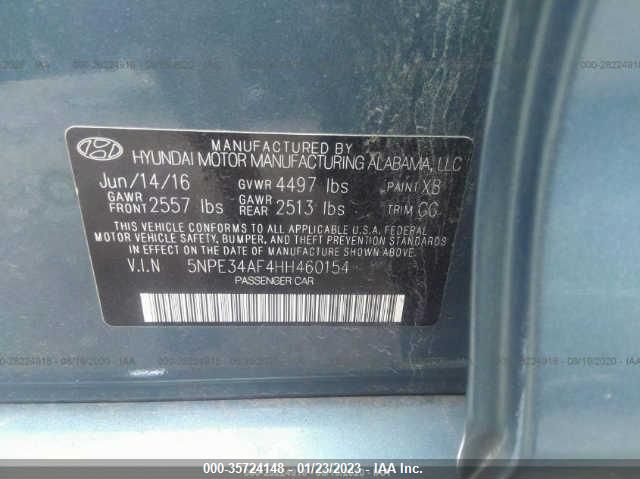 MANUFACTURED BY
HYUNDAI MOTOR MANUFACTURING ALABAMA, LLC
Jun/14/16 GVWR 4497 lbs PAINT XB
GAWR FRONT 2557 lbs GAWR REAR 2513 lbs TRIM GG
THIS VEHICLE CONFORMS TO ALL APPLICABLE U.S.A. FEDERAL
MOTOR VEHICLE SAFETY, BUMPER, AND THEFT PREVENTION STANDARDS
IN EFFECT ON THE DATE OF MANUFACTURE SHOWN ABOVE.
V.I.N 5NPE34AF4HH460154
PASSENGER CAR
000-35724148 - 01/23/2023 - IAA Inc.